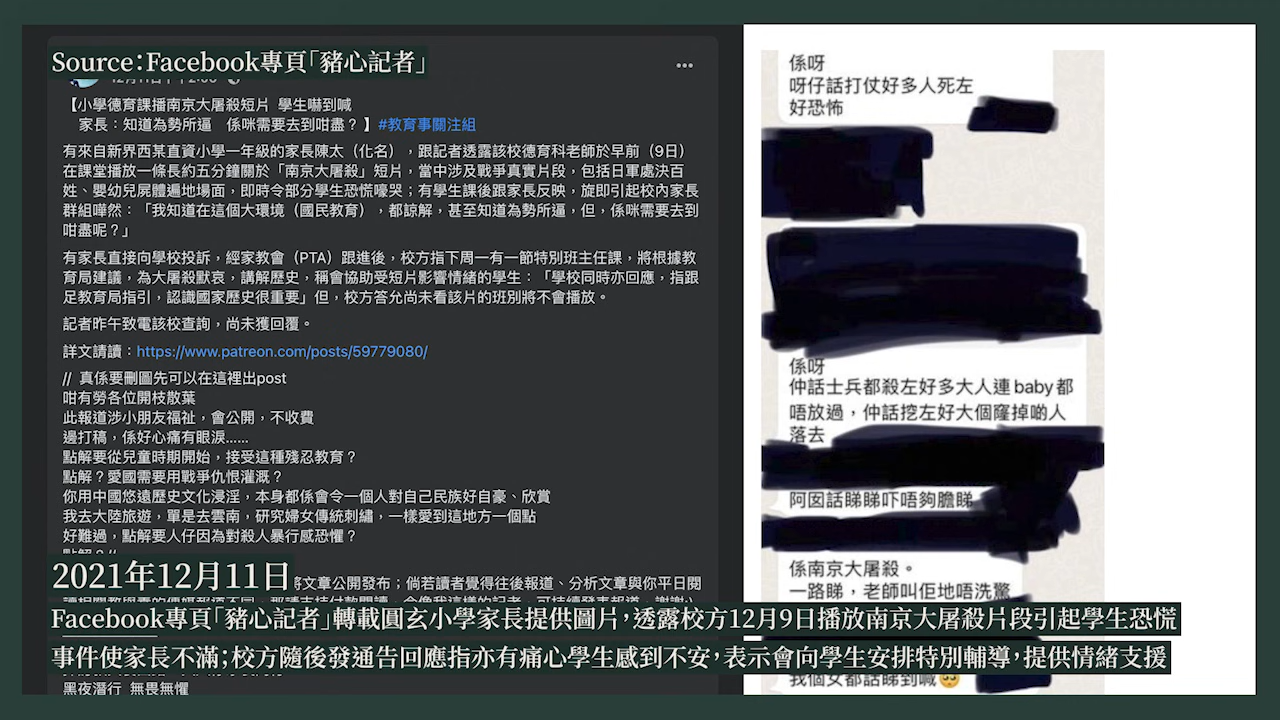 Source：Facebook專頁「豬心記者」
【小學德育課播南京大屠殺短片 學生嚇到喊
家長：知道為勢所逼 係咪需要去到咁盡？】#教育事關注組
有來自新界西某直資小學一年級的家長陳太（化名），跟記者透露該校德育科老師於早前（9日）
在課堂播放一條長約五分鐘關於「南京大屠殺」短片，當中涉及戰爭真實片段，包括日軍處決百
姓、嬰幼兒屍體遍地場面，即時令部分學生恐慌嚎哭；有學生課後跟家長反映，旋即引起校內家長
群組嘩然：「我知道在這個大環境（國民教育），都諒解，甚至知道為勢所逼，但，係咪需要去到
咁盡呢？」
有家長直接向學校投訴，經家教會（PTA）跟進後，校方指下周一有一節特別班主任課，將根據教
育局建議，為大屠殺默哀，講解歷史，稱會協助受短片影響情緒的學生：「學校同時亦回應，指跟
足教育局指引，認識國家歷史很重要」但，校方答允尚未看該片的班別將不會播放。
記者昨午致電該校查詢，尚未獲回覆。
詳文請讀：https://www.patreon.com/posts/59779080/
// 真係要刪圖先可以在這裡出post
咁有勞各位開枝散葉
此報道涉小朋友福祉，會公開，不收費
邊打稿，係好心痛有眼淚......
點解要從兒童時期開始，接受這種殘忍教育？
點解？愛國需要用戰爭仇恨灌溉？
你用中國悠遠歷史文化浸淫，本身都係會令一個人對自己民族好自豪、欣賞
我去大陸旅遊，單是去雲南，研究婦女傳統刺繡，一樣愛到這地方一個點
好難過，點解要人仔因為對殺人暴行感恐懼？
點解？//
文章公開發布；倘若讀者覺得往後報道、分析文章與你平日閱
黑夜潛行 無畏無懼
係呀
呀仔話打仗好多人死左
好恐怖
係呀
仲話士兵都殺左好多大人連baby都
唔放過，仲話挖左好大個窿掉啲人
落去
阿囡話睇睇吓唔夠膽睇
係南京大屠殺。
一路睇，老師叫佢地唔洗驚
我個女都話睇到喊🥺
2021年12月11日
Facebook專頁「豬心記者」轉載圓玄小學家長提供圖片，透露校方12月9日播放南京大屠殺片段引起學生恐慌
事件使家長不滿；校方隨後發通告回應指亦有痛心學生感到不安，表示會向學生安排特別輔導，提供情緒支援